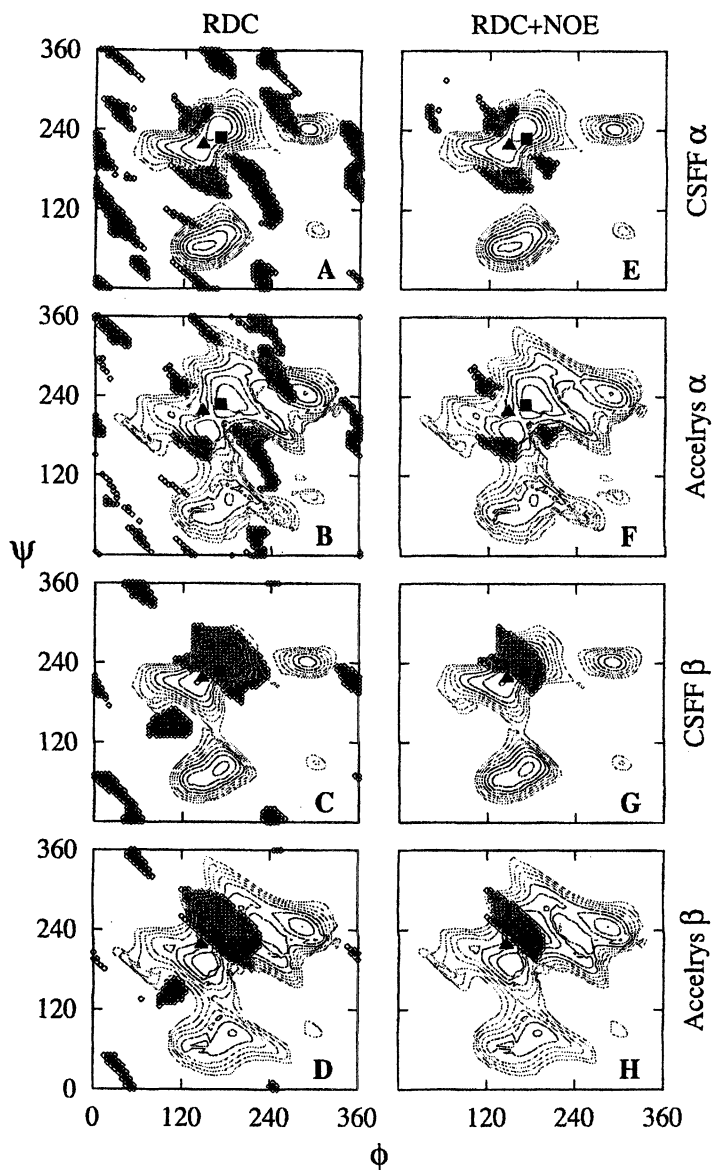 RDC RDC+NOE
360
240
120
A E
CSFF α
360
240
120
B F
Accelrys α
ψ
360
240
120
C G
CSFF β
360
240
120
0
D H
Accelrys β
0 120 240 360 120 240 360
ϕ